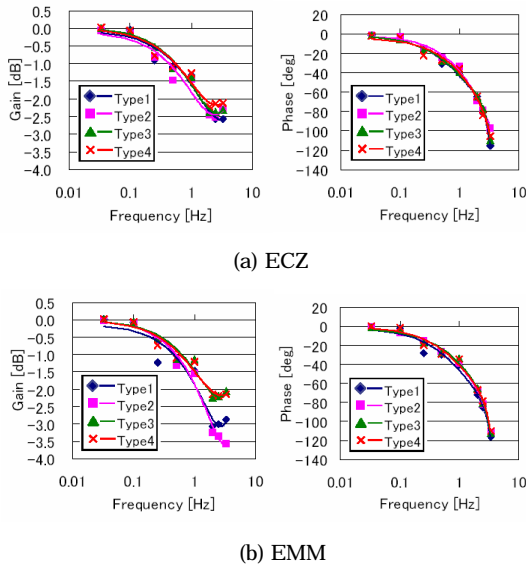 0.5
0.0
-0.5
-1.0
-1.5
-2.0
-2.5
-3.0
-3.5
-4.0
Gain [dB]
Type1
Type2
Type3
Type4
0.01 0.1 1 10
Frequency [Hz]
20
0
-20
-40
-60
-80
-100
-120
-140
Phase [deg]
Type1
Type2
Type3
Type4
0.01 0.1 1 10
Frequency [Hz]
(a) ECZ
0.5
0.0
-0.5
-1.0
-1.5
-2.0
-2.5
-3.0
-3.5
-4.0
Gain [dB]
Type1
Type2
Type3
Type4
0.01 0.1 1 10
Frequency [Hz]
20
0
-20
-40
-60
-80
-100
-120
-140
Phase [deg]
Type1
Type2
Type3
Type4
0.01 0.1 1 10
Frequency [Hz]
(b) EMM